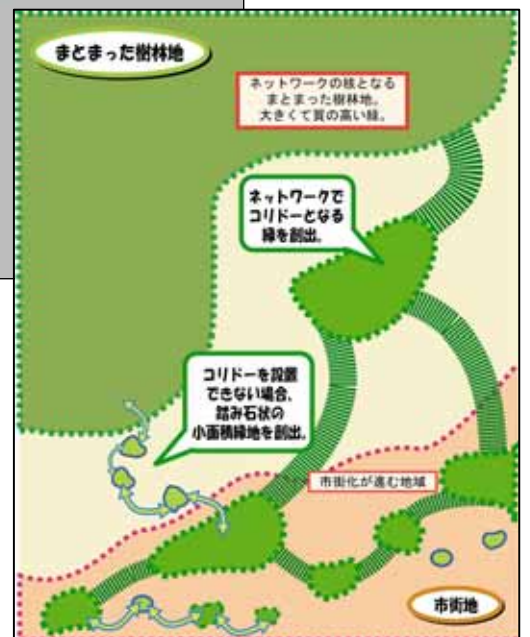 まとまった樹林地
ネットワークの核となる
まとまった樹林地。
大きくて質の高い緑。
ネットワークで
コリドーとなる
緑を創出。
コリドーを設置
できない場合、
踏み石状の
小面積緑地を創出。
市街化が進む地域
市街地